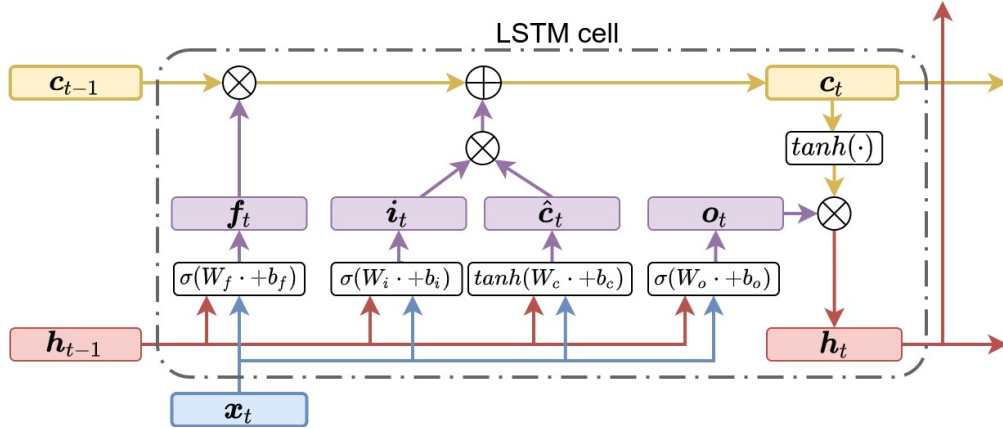 LSTM cell
c_{t-1}
c_t
tanh(·)
f_t
i_t
ĉ_t
o_t
σ(W_f · +b_f)
σ(W_i · +b_i)
tanh(W_c · +b_c)
σ(W_o · +b_o)
h_{t-1}
h_t
x_t